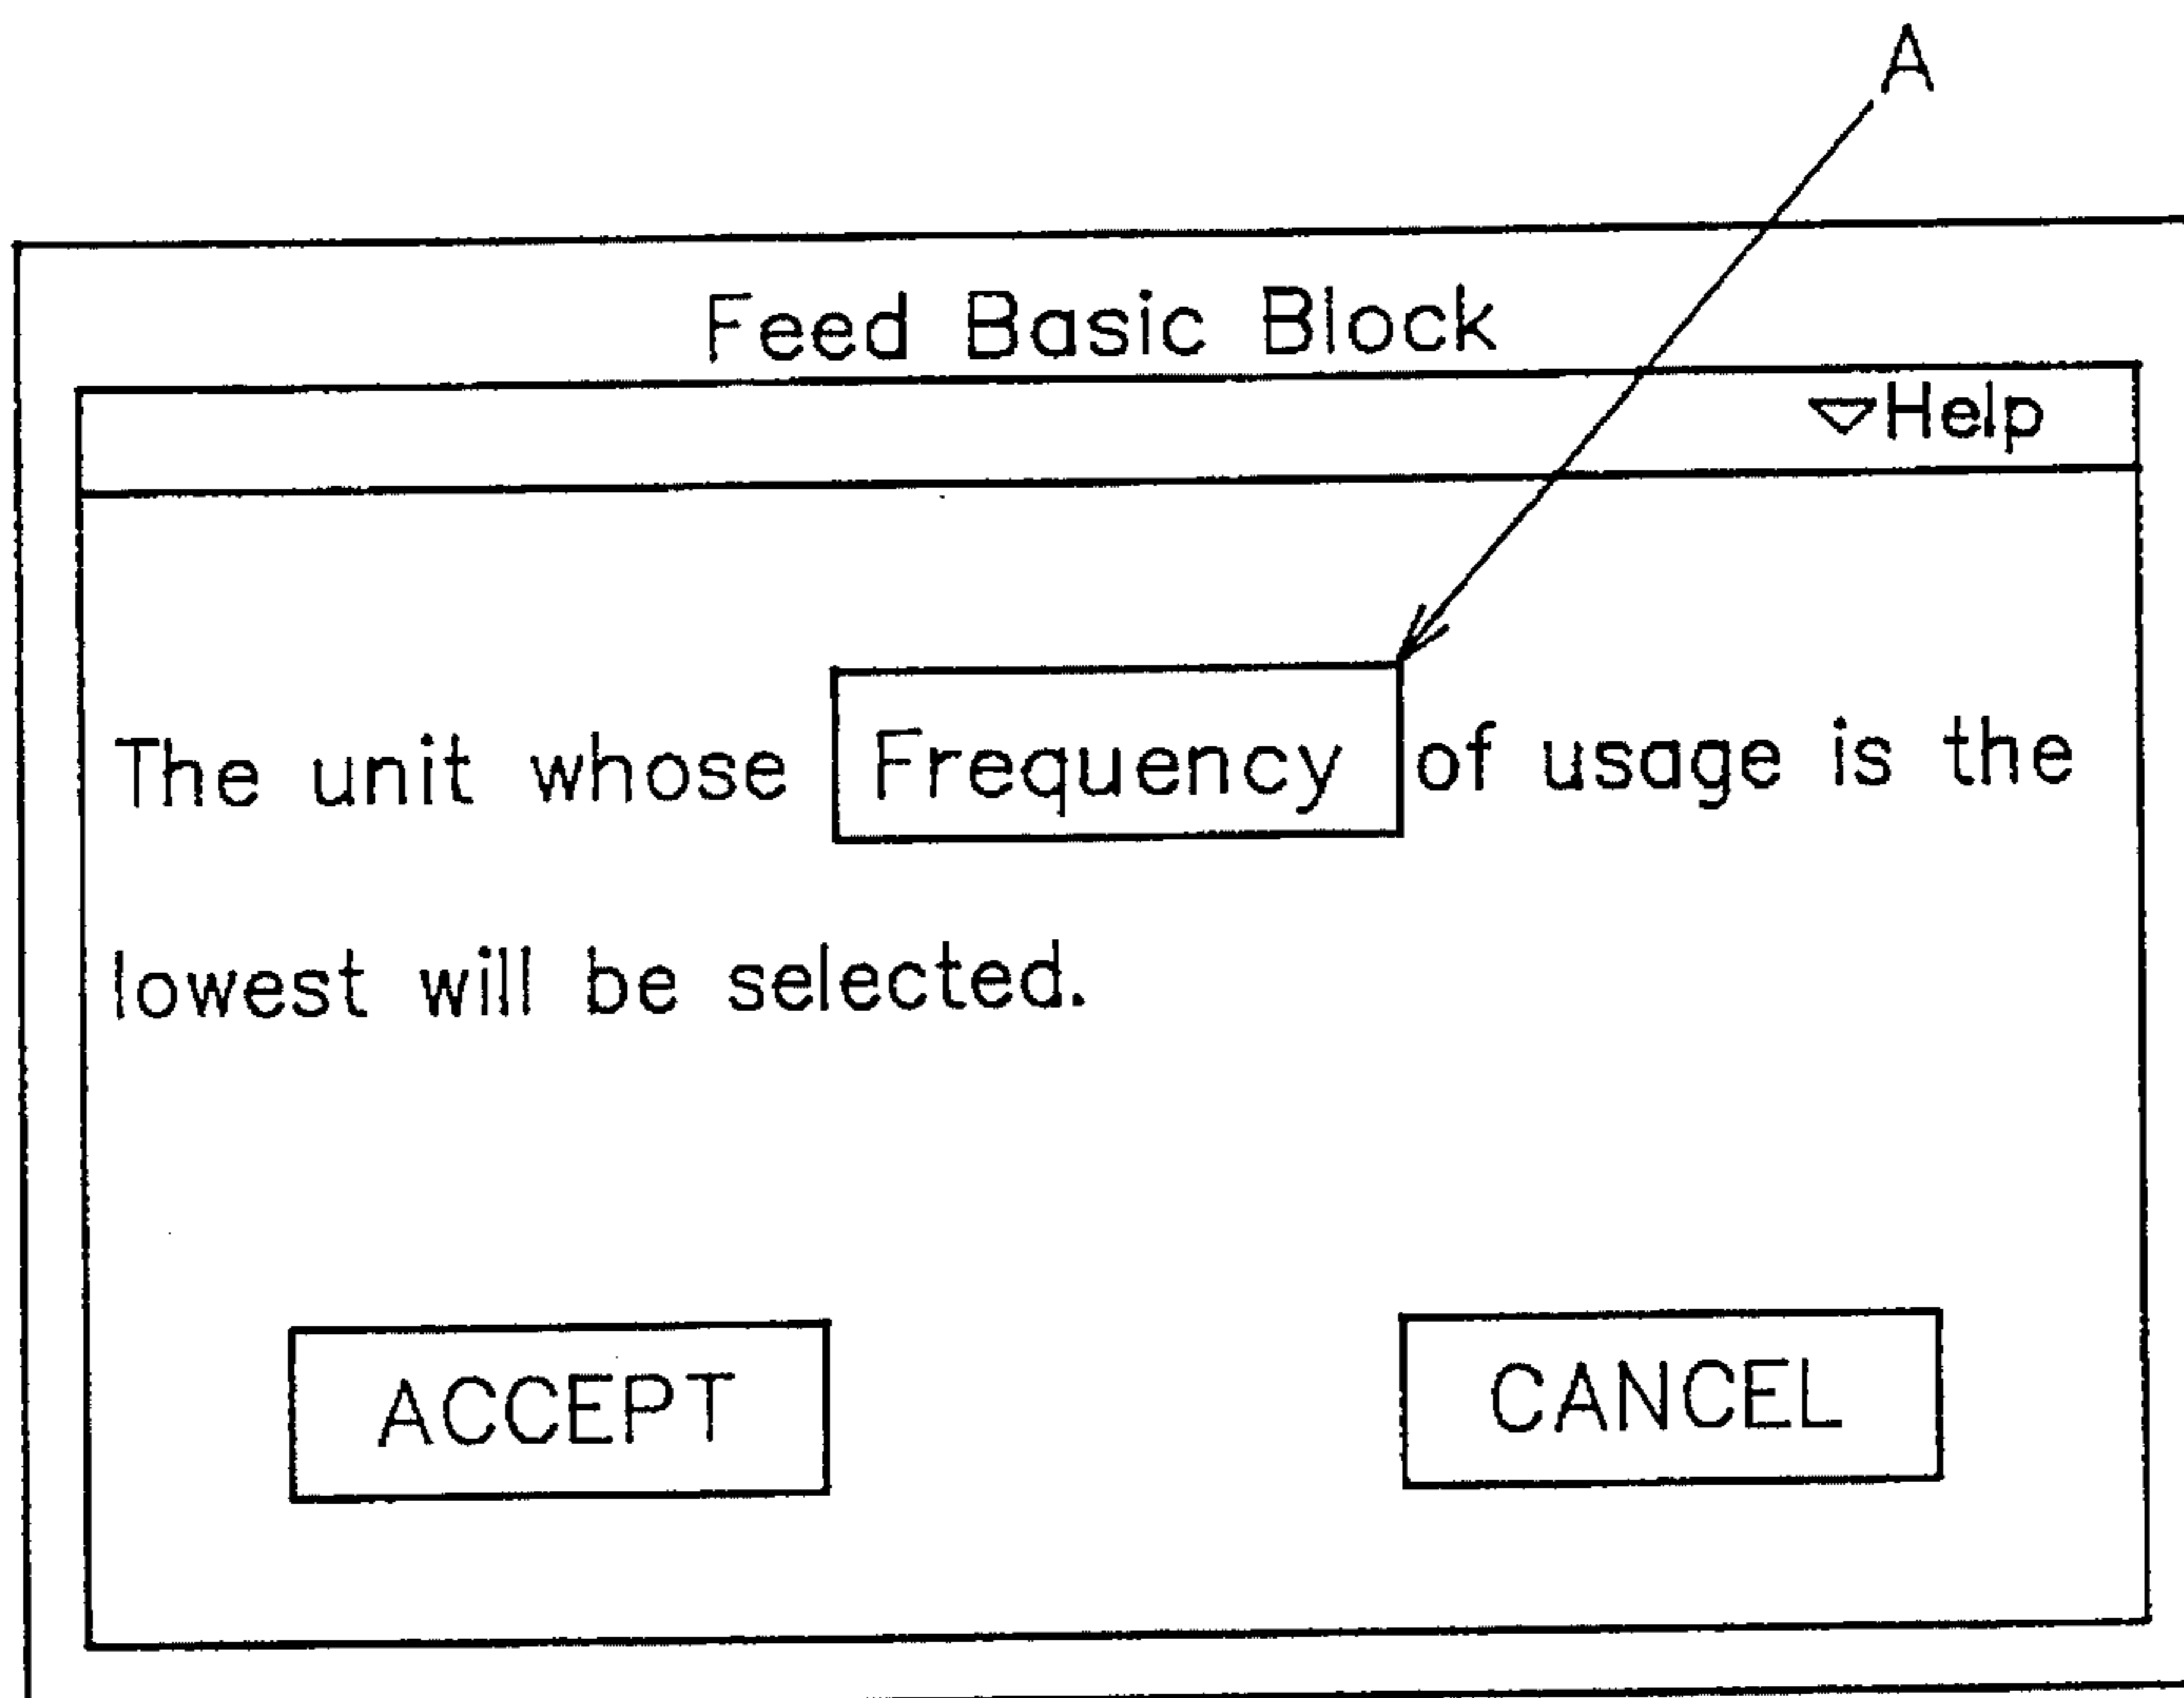 A
Feed Basic Block
▽Help
The unit whose Frequency of usage is the
lowest will be selected.
ACCEPT CANCEL